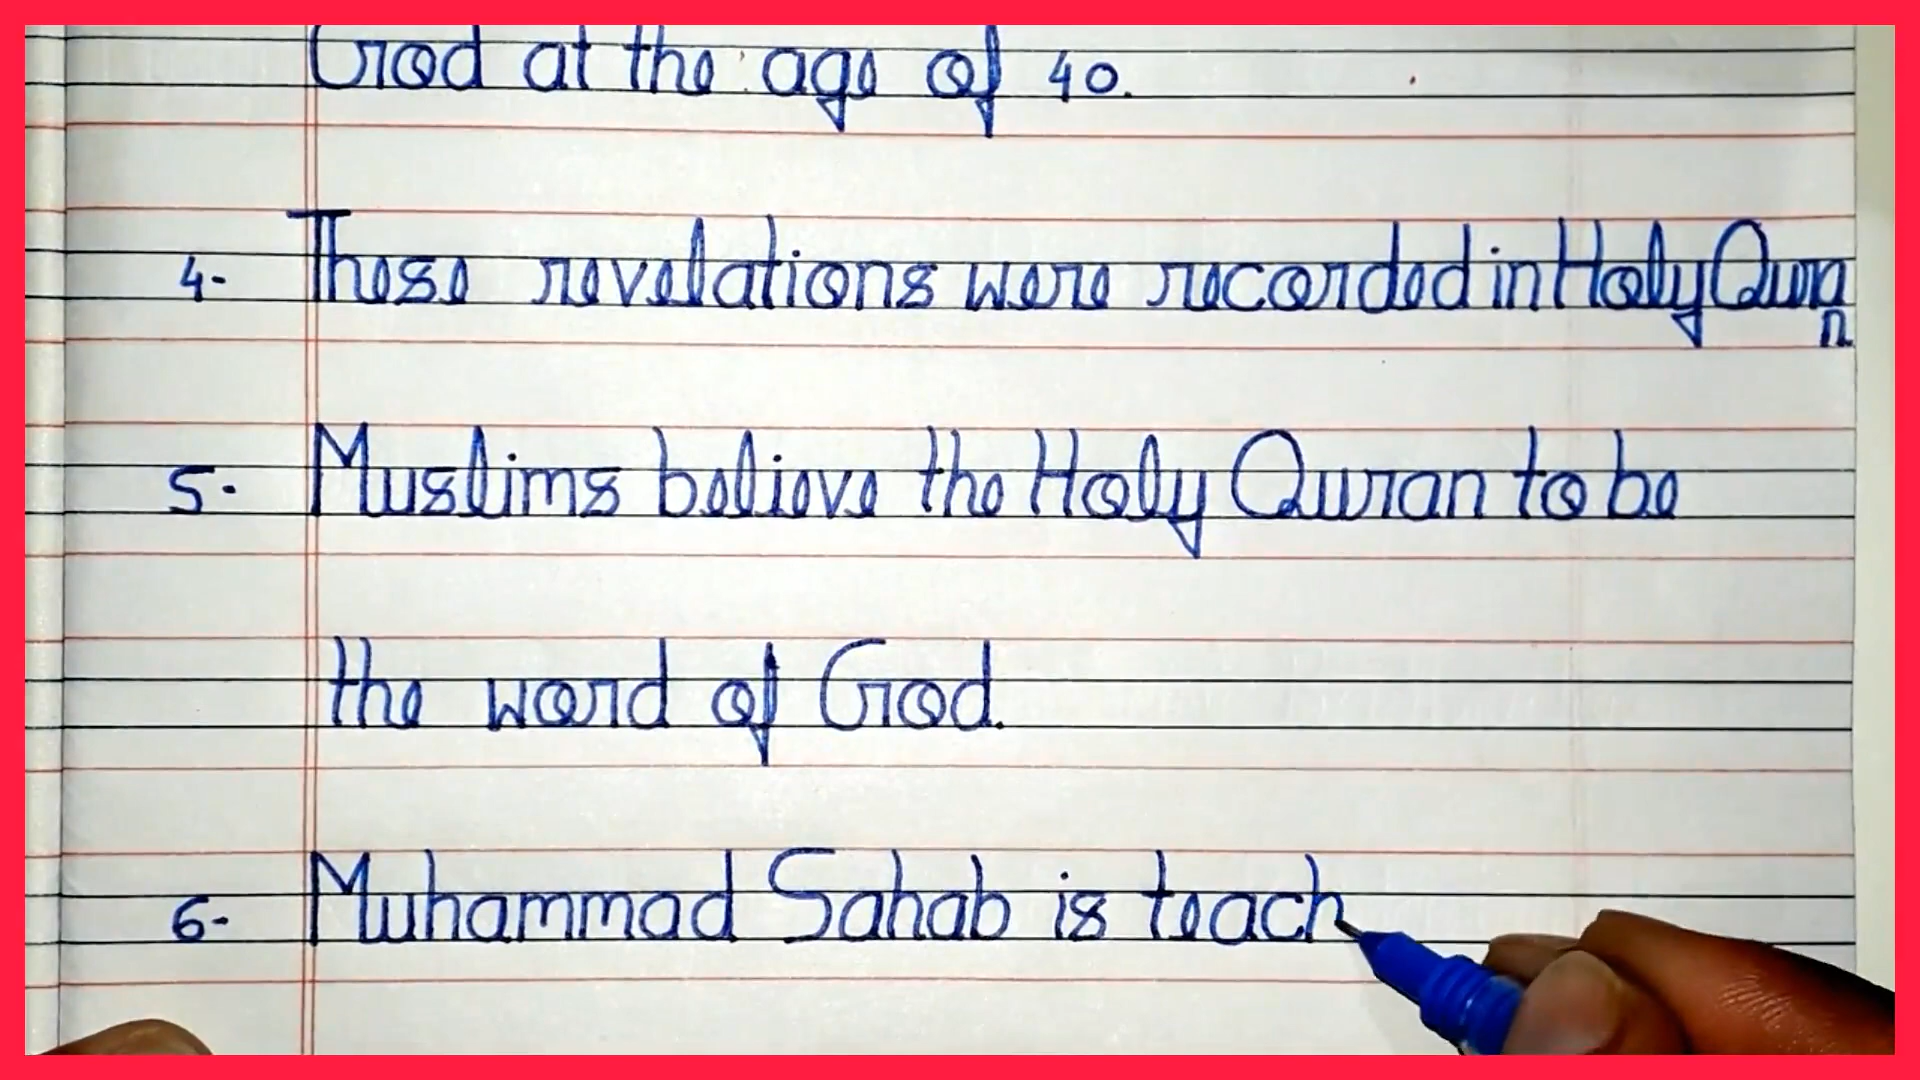 God at the age of 40.
4- These revelations were recorded in Holy Quran
5- Muslims believe the Holy Quran to be
the word of God.
6- Muhammad Sahab is teach